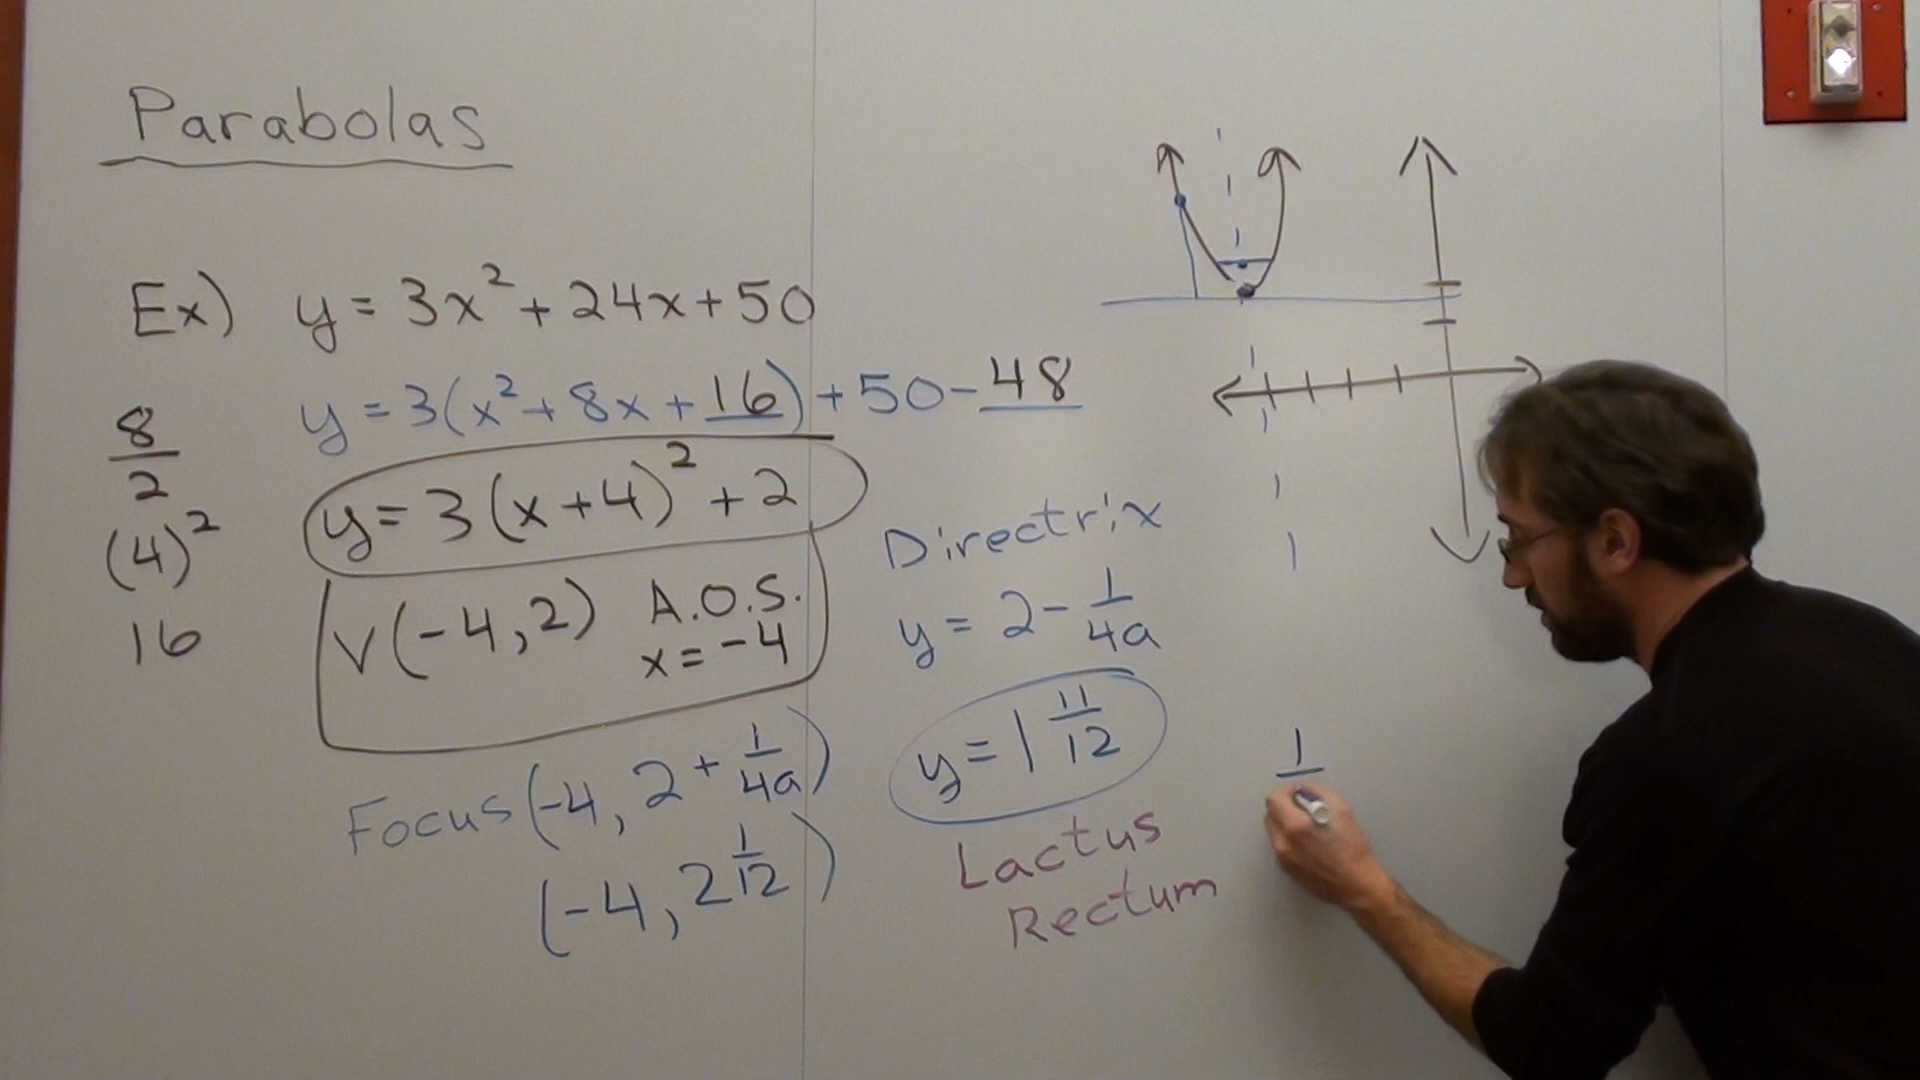 Parabolas
Ex) y = 3x² + 24x + 50
y = 3(x² + 8x + 16) + 50 - 48
8/2
(4)²
16
y = 3(x + 4)² + 2
V(-4, 2) A.O.S.
x = -4
Focus (-4, 2 + 1/4a)
(-4, 2 1/12)
Directrix
y = 2 - 1/4a
y = 1 11/12
Lactus
Rectum
1